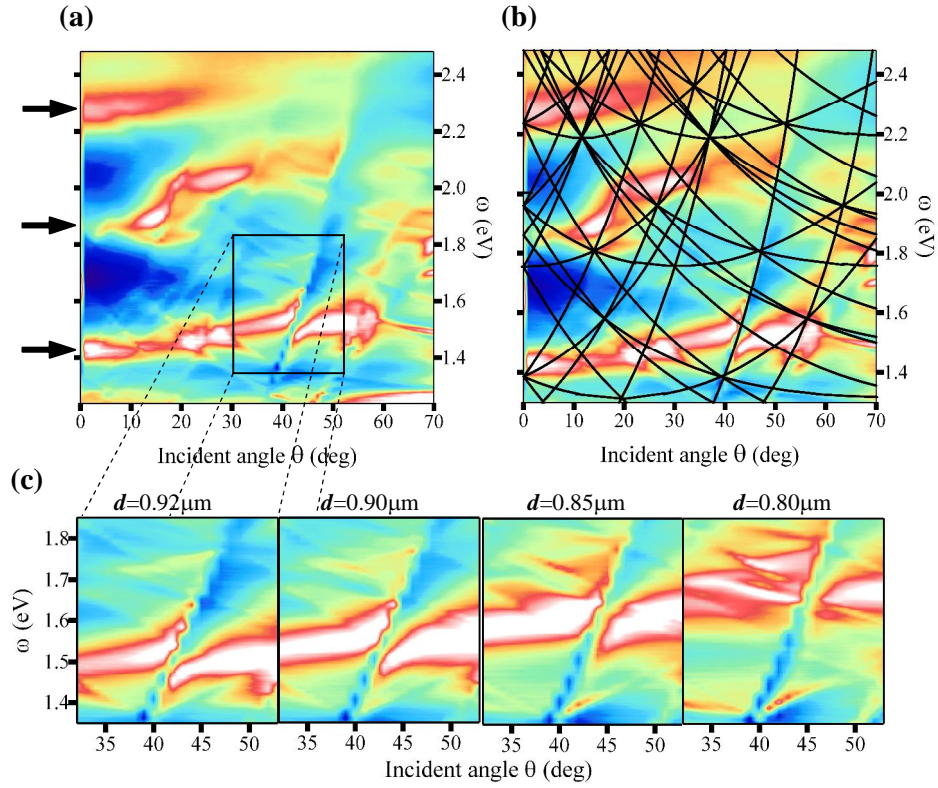 (a)
(b)
2.4
2.2
2.0
1.8
1.6
1.4
ω (eV)
0 10 20 30 40 50 60 70
Incident angle θ (deg)
2.4
2.2
2.0
1.8
1.6
1.4
ω (eV)
0 10 20 30 40 50 60 70
Incident angle θ (deg)
(c)
d=0.92μm
d=0.90μm
d=0.85μm
d=0.80μm
1.8
1.7
1.6
1.5
1.4
ω (eV)
35 40 45 50
35 40 45 50
35 40 45 50
35 40 45 50
Incident angle θ (deg)